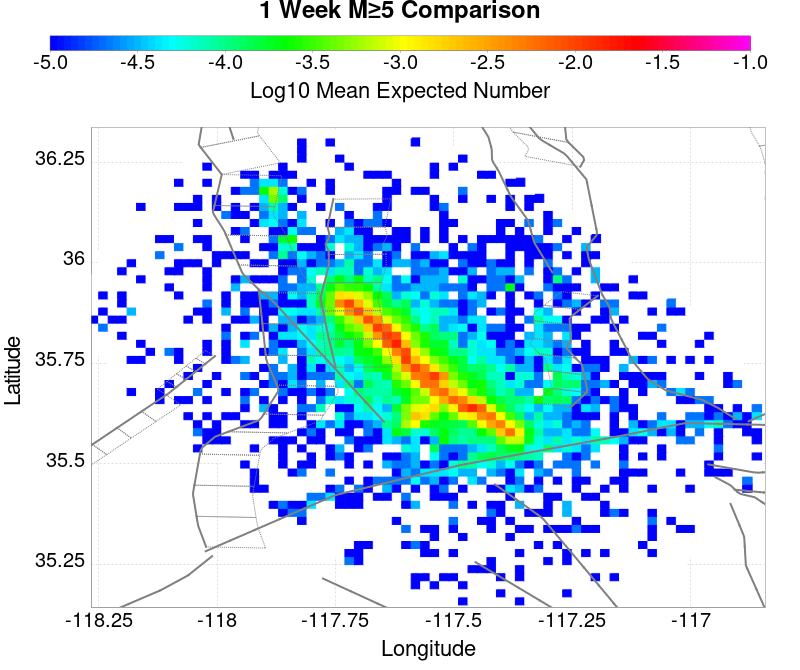 1 Week M≥5 Comparison
-5.0 -4.5 -4.0 -3.5 -3.0 -2.5 -2.0 -1.5 -1.0
Log10 Mean Expected Number
36.25
36
35.75
35.5
35.25
Latitude
-118.25 -118 -117.75 -117.5 -117.25 -117
Longitude